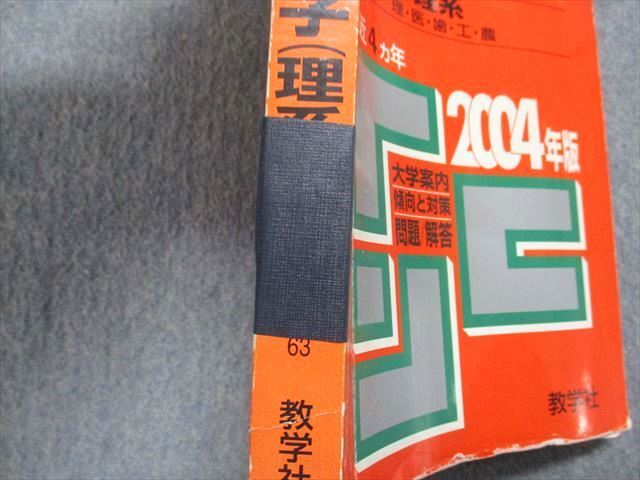 学(理系
63
教学社
理系
理・医・歯・工・農
近4カ年
2004年版
大学案内
傾向と対策
問題/解答
教学社